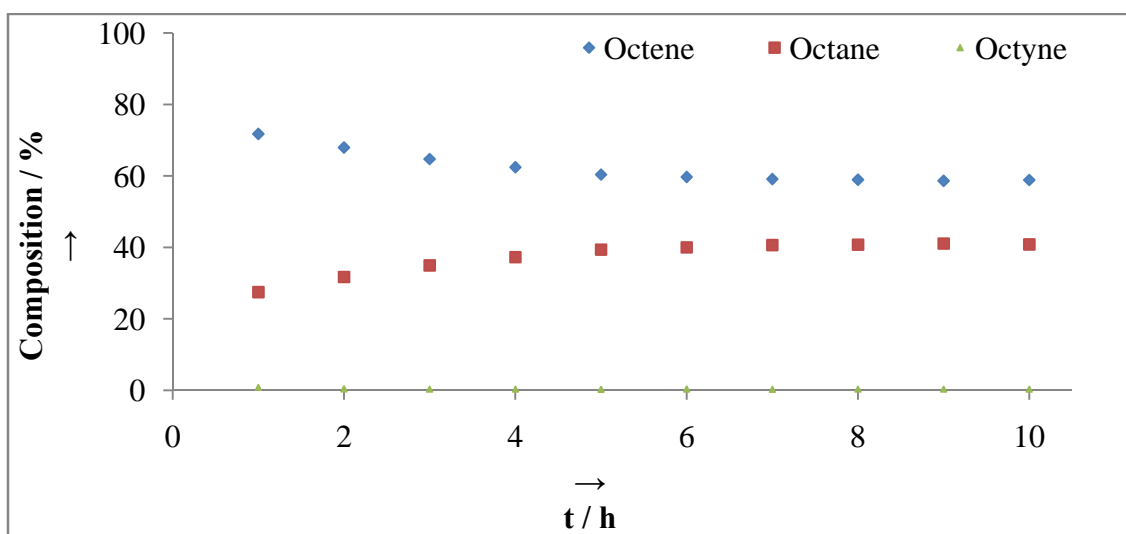 100
80
60
40
20
0
Composition / %
→
Octene Octane Octyne
0 2 4 6 8 10
→
t / h